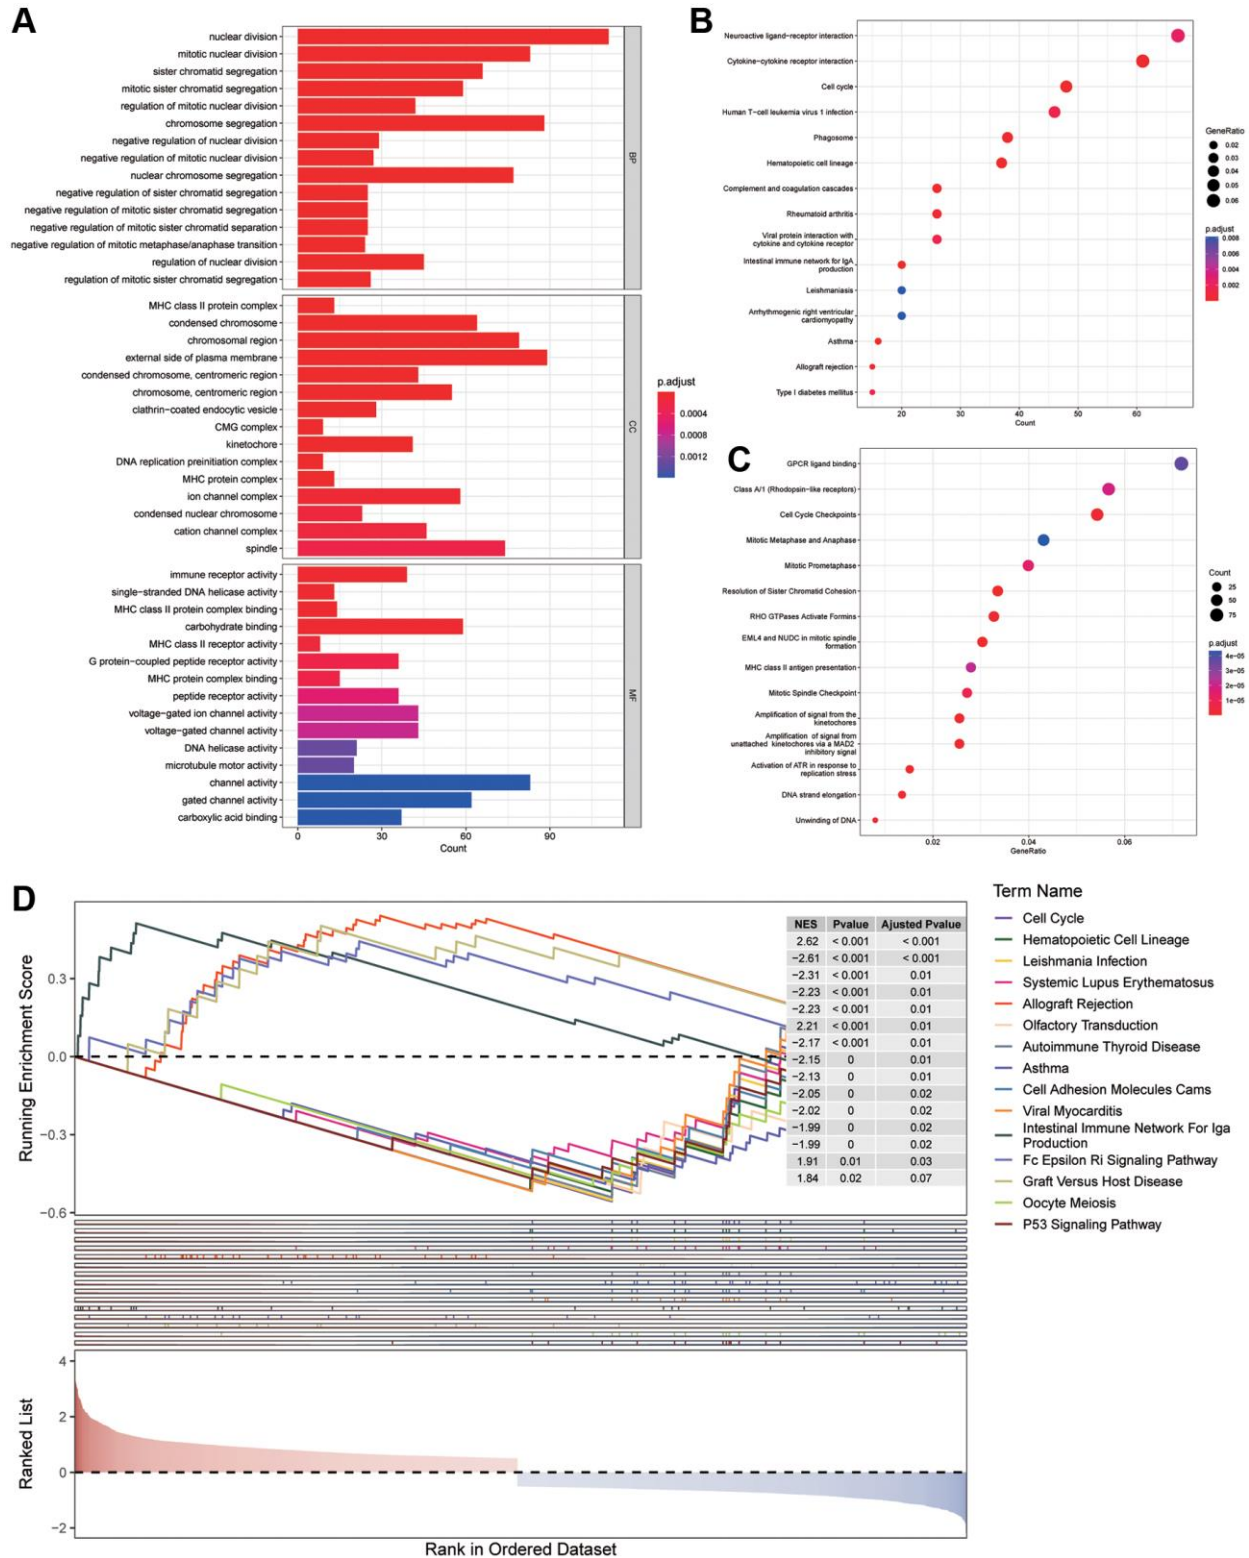 A
nuclear division
mitotic nuclear division
sister chromatid segregation
mitotic sister chromatid segregation
regulation of mitotic nuclear division
chromosome segregation
negative regulation of nuclear division
negative regulation of mitotic nuclear division
nuclear chromosome segregation
negative regulation of sister chromatid segregation
negative regulation of mitotic sister chromatid segregation
negative regulation of mitotic sister chromatid separation
negative regulation of mitotic metaphase/anaphase transition
regulation of nuclear division
regulation of mitotic sister chromatid segregation
BP
MHC class II protein complex
condensed chromosome
chromosomal region
external side of plasma membrane
condensed chromosome, centromeric region
chromosome, centromeric region
clathrin-coated endocytic vesicle
CMG complex
kinetochore
DNA replication preinitiation complex
MHC protein complex
ion channel complex
condensed nuclear chromosome
cation channel complex
spindle
CC
immune receptor activity
single-stranded DNA helicase activity
MHC class II protein complex binding
carbohydrate binding
MHC class II receptor activity
G protein-coupled peptide receptor activity
MHC protein complex binding
peptide receptor activity
voltage-gated ion channel activity
voltage-gated channel activity
DNA helicase activity
microtubule motor activity
channel activity
gated channel activity
carboxylic acid binding
MF
0 30 60 90
Count
p.adjust
0.0004
0.0008
0.0012
B
Neuroactive ligand-receptor interaction
Cytokine-cytokine receptor interaction
Cell cycle
Human T-cell leukemia virus 1 infection
Phagosome
Hematopoietic cell lineage
Complement and coagulation cascades
Rheumatoid arthritis
Viral protein interaction with
cytokine and cytokine receptor
Intestinal immune network for IgA
production
Leishmaniasis
Arrhythmogenic right ventricular
cardiomyopathy
Asthma
Allograft rejection
Type I diabetes mellitus
20 30 40 50 60
Count
GeneRatio
0.02
0.03
0.04
0.05
0.06
p.adjust
0.008
0.006
0.004
0.002
C
GPCR ligand binding
Class A/1 (Rhodopsin-like receptors)
Cell Cycle Checkpoints
Mitotic Metaphase and Anaphase
Mitotic Prometaphase
Resolution of Sister Chromatid Cohesion
RHO GTPases Activate Formins
EML4 and NUDC in mitotic spindle
formation
MHC class II antigen presentation
Mitotic Spindle Checkpoint
Amplification of signal from the
kinetochores
Amplification of signal from
unattached kinetochores via a MAD2
inhibitory signal
Activation of ATR in response to
replication stress
DNA strand elongation
Unwinding of DNA
0.02 0.04 0.06
GeneRatio
Count
25
50
75
p.adjust
4e-05
3e-05
2e-05
1e-05
D
Running Enrichment Score
0.3
0.0
−0.3
−0.6
NES Pvalue Ajusted Pvalue
2.62 < 0.001 < 0.001
−2.61 < 0.001 < 0.001
−2.31 < 0.001 0.01
−2.23 < 0.001 0.01
−2.23 < 0.001 0.01
2.21 < 0.001 0.01
−2.17 < 0.001 0.01
−2.15 0 0.01
−2.13 0 0.01
−2.05 0 0.02
−2.02 0 0.02
−1.99 0 0.02
−1.99 0 0.02
1.91 0.01 0.03
1.84 0.02 0.07
Term Name
Cell Cycle
Hematopoietic Cell Lineage
Leishmania Infection
Systemic Lupus Erythematosus
Allograft Rejection
Olfactory Transduction
Autoimmune Thyroid Disease
Asthma
Cell Adhesion Molecules Cams
Viral Myocarditis
Intestinal Immune Network For Iga
Production
Fc Epsilon Ri Signaling Pathway
Graft Versus Host Disease
Oocyte Meiosis
P53 Signaling Pathway
Ranked List
4
2
0
−2
Rank in Ordered Dataset